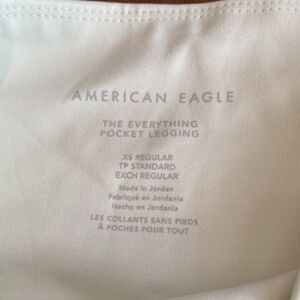 AMERICAN EAGLE
THE EVERYTHING
POCKET LEGGING
XS REGULAR
TP STANDARD
EXCH REGULAR
Made in Jordan
Fabriqué en Jordanie
Hecho en Jordania
LES COLLANTS SANS PIEDS
À POCHES POUR TOUT